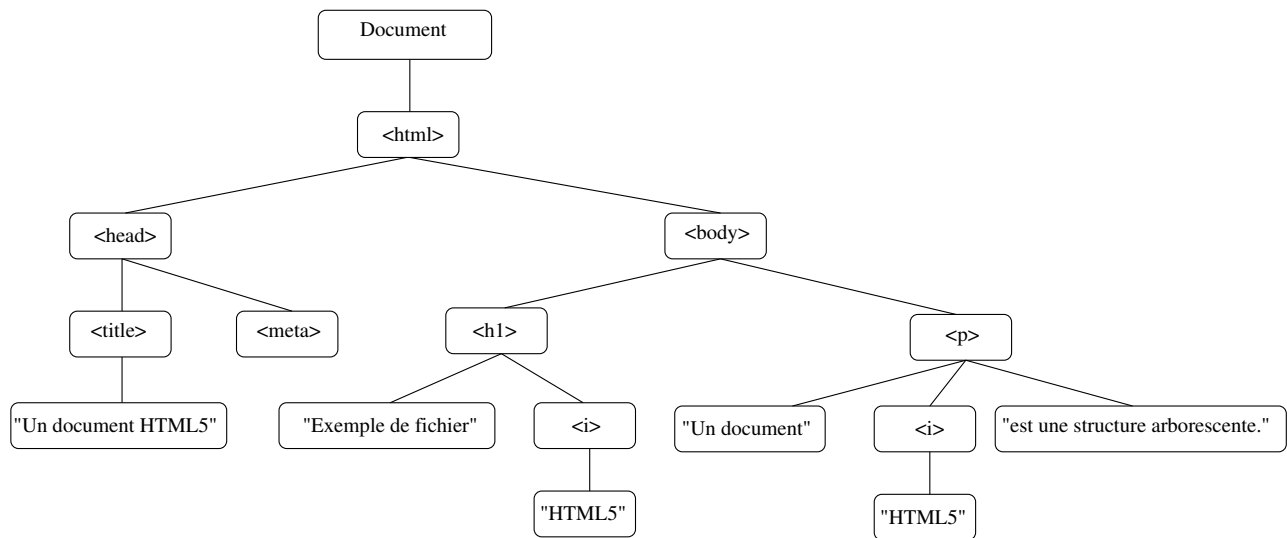 Document
<html>
<head>
<body>
<title>
<meta>
<h1>
<p>
"Un document HTML5"
"Exemple de fichier"
<i>
"Un document"
<i>
"est une structure arborescente."
"HTML5"
"HTML5"